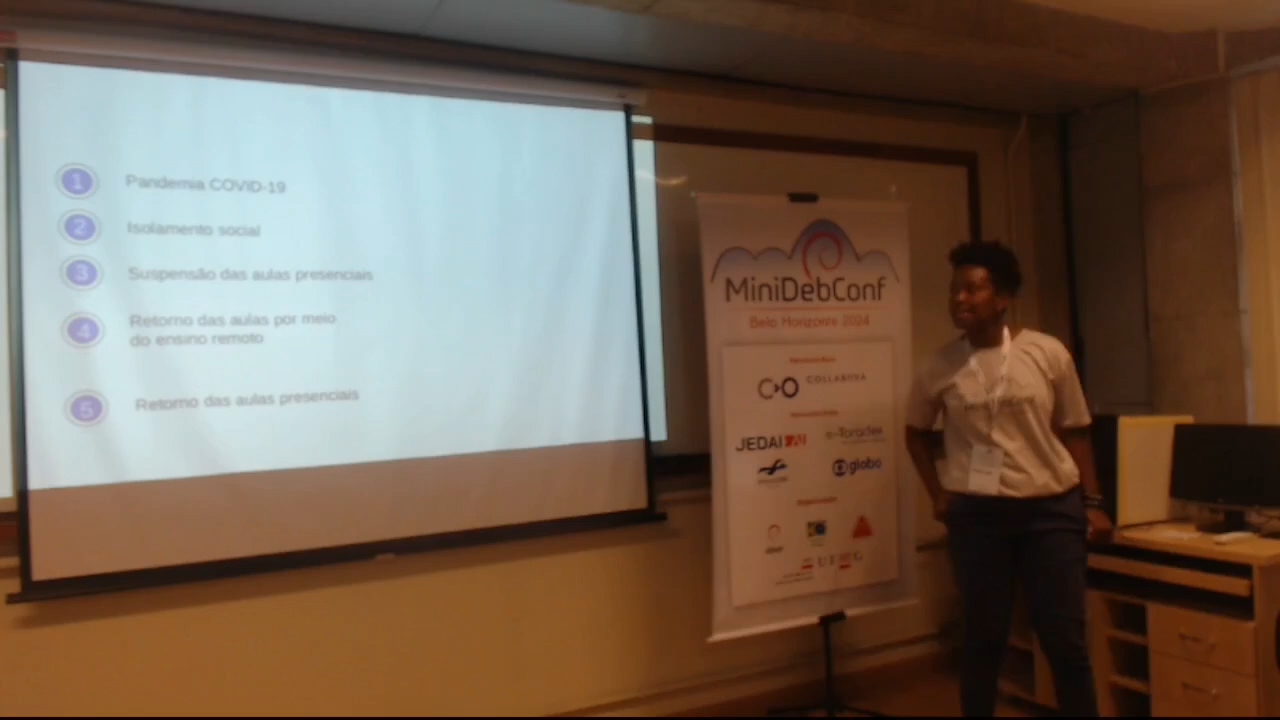 1
Pandemia COVID-19
2
Isolamento social
3
Suspensão das aulas presenciais
4
Retorno das aulas por meio
do ensino remoto
5
Retorno das aulas presenciais
MiniDebConf
Belo Horizonte 2024
COLLABORA
JEDAI
globo
UFMG